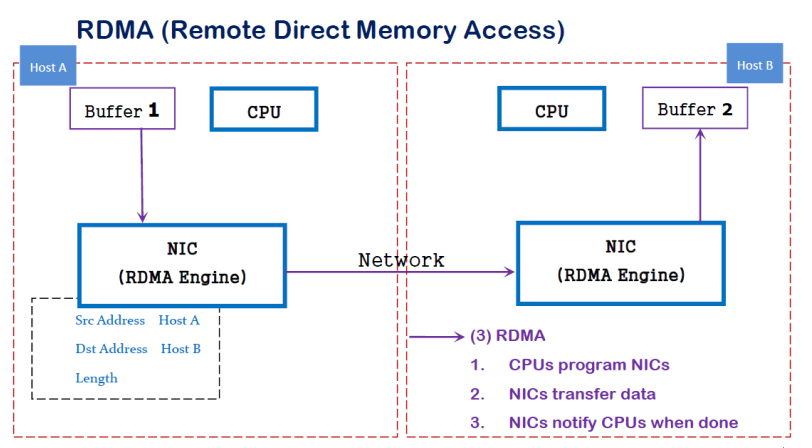 RDMA (Remote Direct Memory Access)
Host A
Host B
Buffer 1
CPU
CPU
Buffer 2
NIC
(RDMA Engine)
Network
NIC
(RDMA Engine)
Src Address Host A
Dst Address Host B
Length
(3) RDMA
1. CPUs program NICs
2. NICs transfer data
3. NICs notify CPUs when done